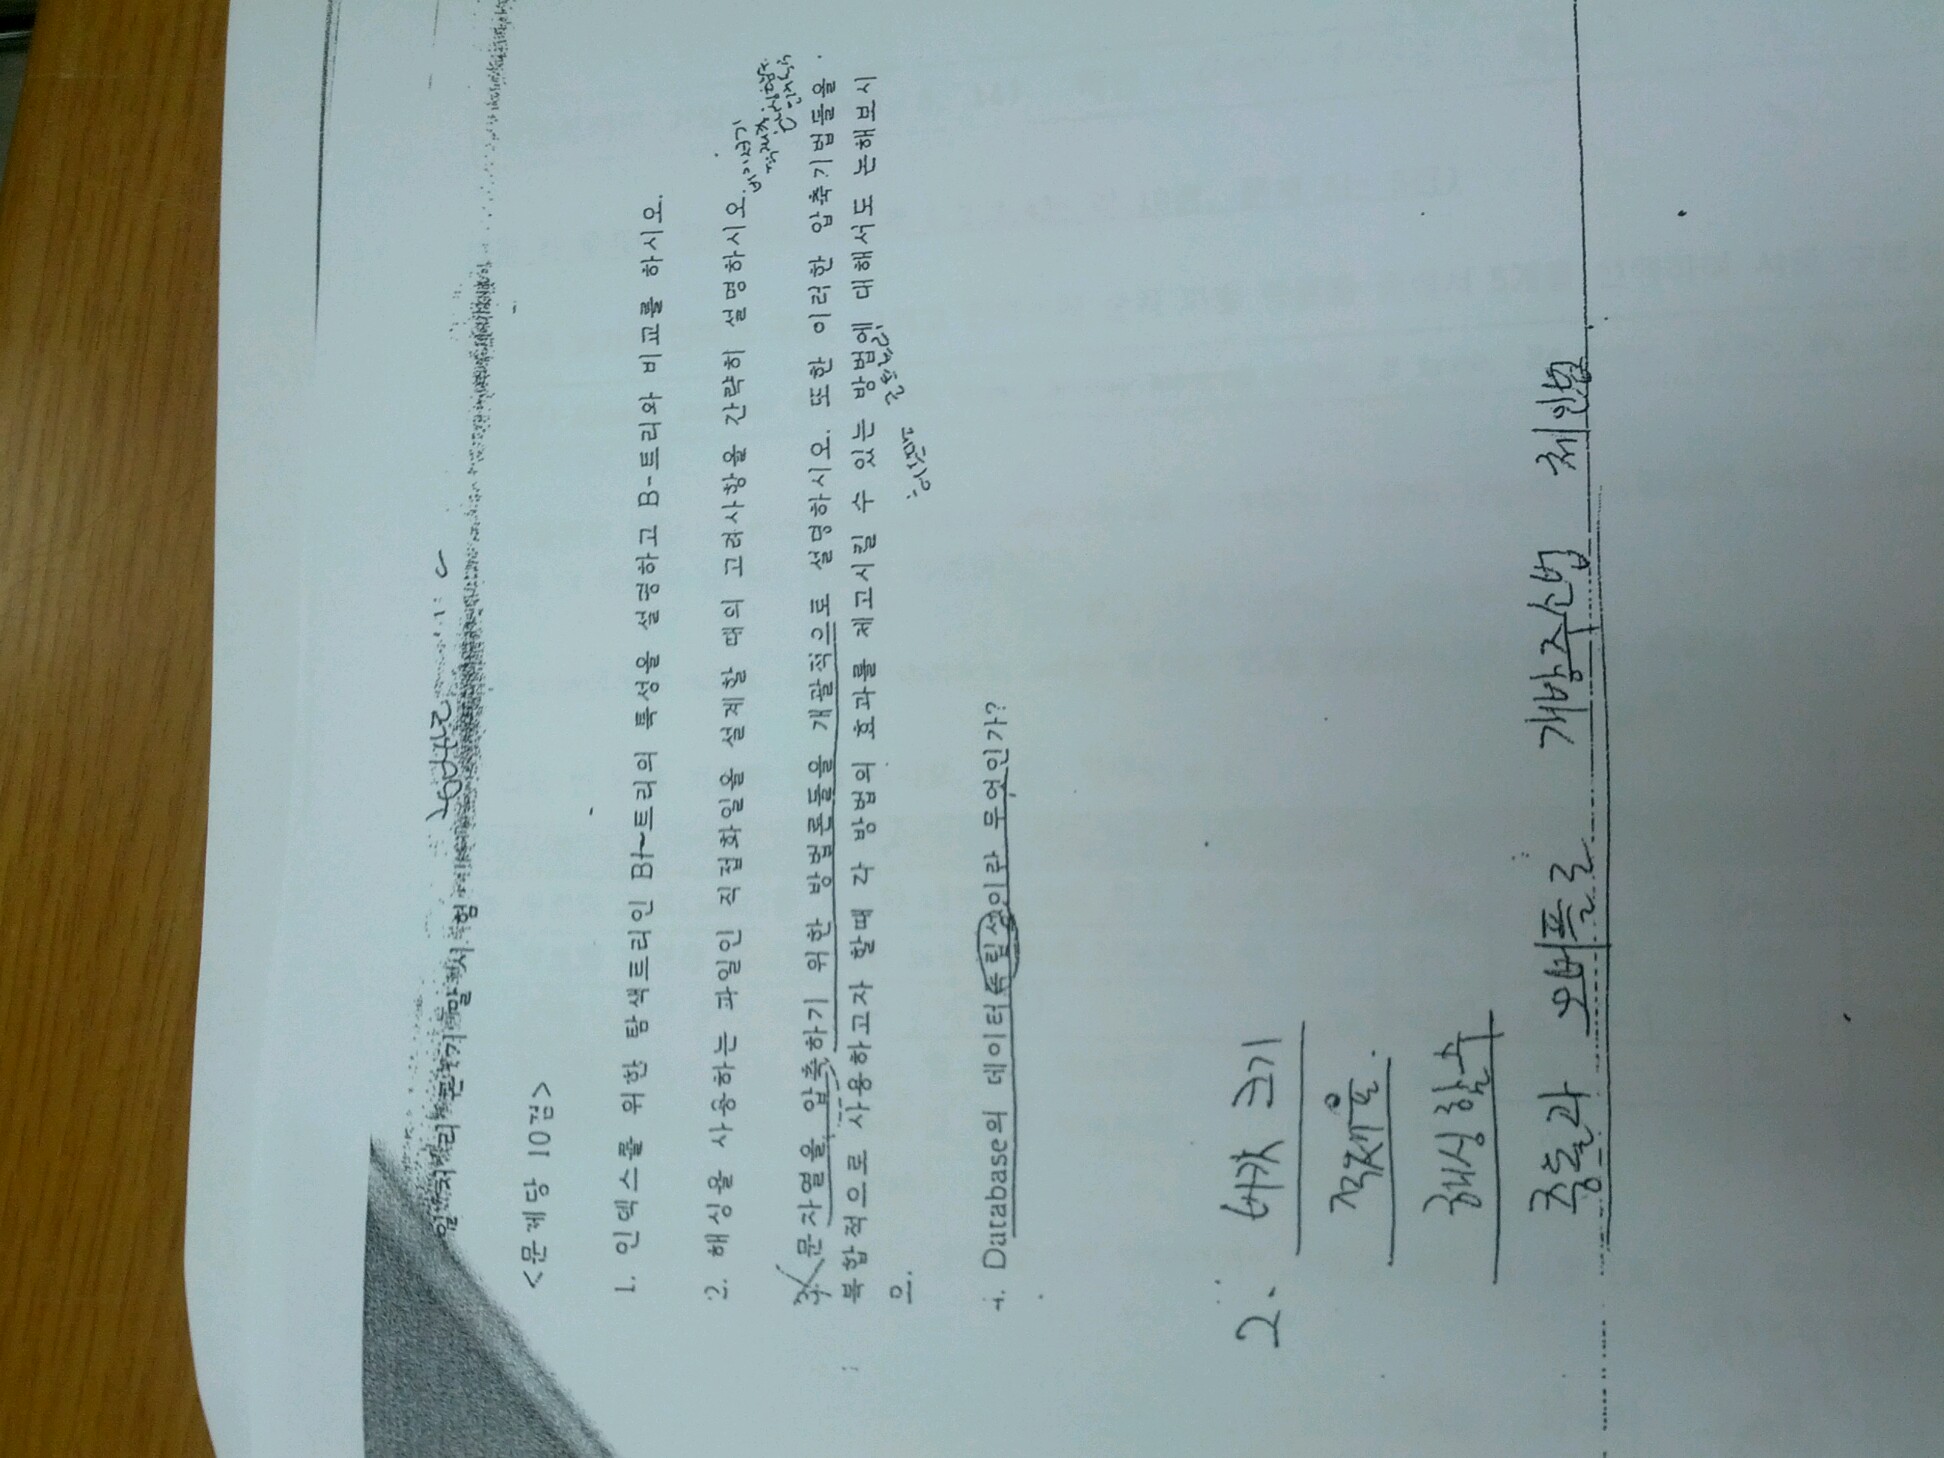 말 시 험
<문제당 10점>
1. 인덱스를 위한 탐색트리인 B+-트리의 특성을 설명하고 B-트리와 비교를 하시오.
2. 해싱을 사용하는 파일인 직접화일을 설계할 때의 고려사항을 간략히 설명하시오.
3. 문자열을 압축하기 위한 방법론들을 개괄적으로 설명하시오. 또한 이러한 압축기법들을
복합적으로 사용하고자 할때 각 방법의 효과를 제고시킬 수 있는 방법에 대해서도 논해보시
오.
4. Database의 데이터 독립성이란 무엇인가?
2. 버킷 크기
적재율.
해싱함수
충돌과 오버플로 개방주소법 체인법